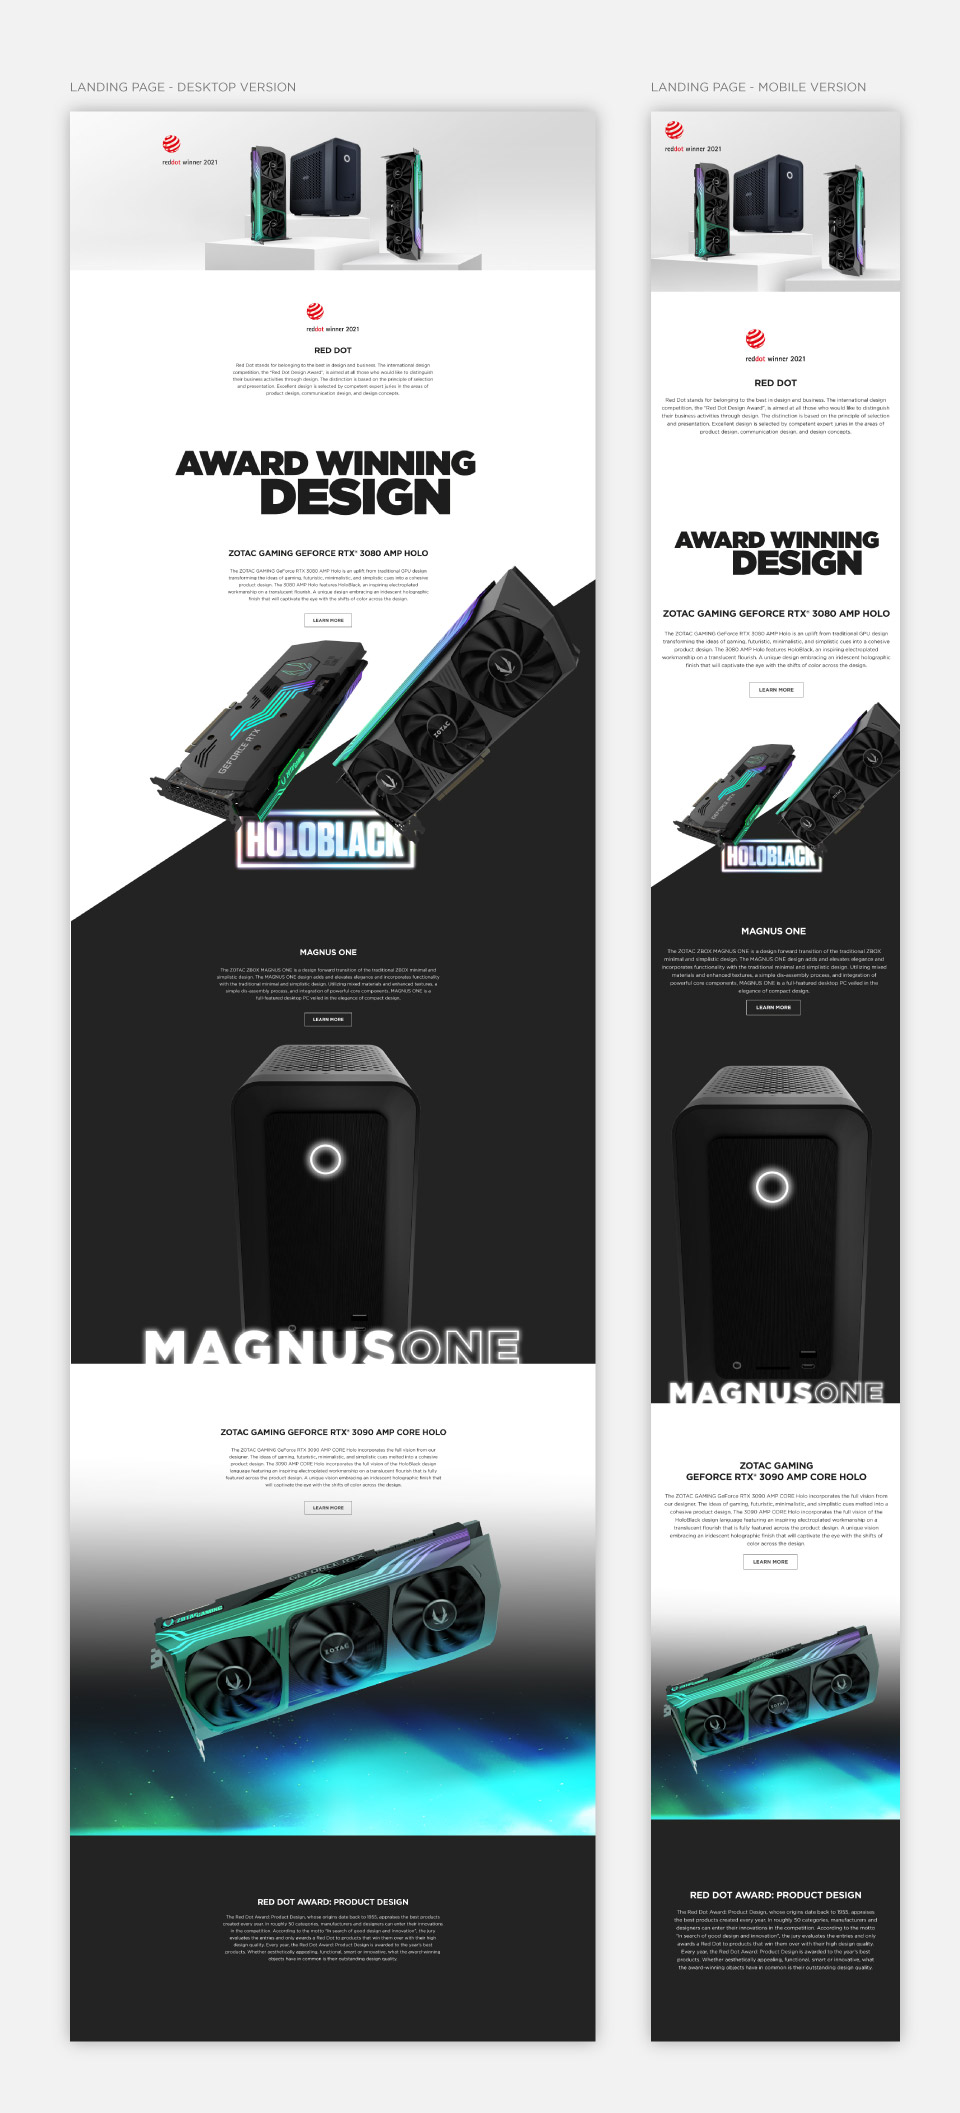 LANDING PAGE - DESKTOP VERSION
reddot winner 2021
reddot winner 2021
RED DOT
Red Dot stands for belonging to the best in design and business. The international design
competition, the "Red Dot Design Award", is aimed at all those who would like to distinguish
their business activities through design. The distinction is based on the principle of selection
and presentation. Excellent design is selected by competent expert juries in the areas of
product design, communication design, and design concepts.
AWARD WINNING
DESIGN
ZOTAC GAMING GEFORCE RTX® 3080 AMP HOLO
The ZOTAC GAMING GeForce RTX 3080 AMP Holo is an uplift from traditional GPU design
transforming the ideas of gaming, futuristic, minimalistic, and simplistic cues into a cohesive
product design. The 3080 AMP Holo features HoloBlack, an inspiring electroplated
workmanship on a translucent flourish. A unique design embracing an iridescent holographic
finish that will captivate the eye with the shifts of color across the design.
LEARN MORE
GEFORCE RTX
ZOTAC
HOLOBLACK
MAGNUS ONE
The ZOTAC ZBOX MAGNUS ONE is a design forward transition of the traditional ZBOX minimal and
simplistic design. The MAGNUS ONE design adds and elevates elegance and incorporates functionality
with the traditional minimal and simplistic design. Utilizing mixed materials and enhanced textures, a
simple dis-assembly process, and integration of powerful core components, MAGNUS ONE is a
full-featured desktop PC veiled in the elegance of compact design.
LEARN MORE
MAGNUSONE
ZOTAC GAMING GEFORCE RTX® 3090 AMP CORE HOLO
The ZOTAC GAMING GeForce RTX 3090 AMP CORE Holo incorporates the full vision from our
designer. The ideas of gaming, futuristic, minimalistic, and simplistic cues melted into a cohesive
product design. The 3090 AMP CORE Holo incorporates the full vision of the HoloBlack design
language featuring an inspiring electroplated workmanship on a translucent flourish that is fully
featured across the product design. A unique vision embracing an iridescent holographic finish that
will captivate the eye with the shifts of color across the design.
LEARN MORE
GEFORCE RTX
ZOTAC GAMING
ZOTAC
RED DOT AWARD: PRODUCT DESIGN
The Red Dot Award: Product Design, whose origins date back to 1955, appraises the best products
created every year. In roughly 50 categories, manufacturers and designers can enter their innovations
in the competition. According to the motto "In search of good design and innovation", the jury
evaluates the entries and only awards a Red Dot to products that win them over with their high
design quality. Every year, the Red Dot Award: Product Design is awarded to the year's best
products. Whether aesthetically appealing, functional, smart or innovative, what the award-winning
objects have in common is their outstanding design quality.
LANDING PAGE - MOBILE VERSION
reddot winner 2021
reddot winner 2021
RED DOT
Red Dot stands for belonging to the best in design and business. The international design
competition, the "Red Dot Design Award", is aimed at all those who would like to distinguish
their business activities through design. The distinction is based on the principle of selection
and presentation. Excellent design is selected by competent expert juries in the areas of
product design, communication design, and design concepts.
AWARD WINNING
DESIGN
ZOTAC GAMING GEFORCE RTX® 3080 AMP HOLO
The ZOTAC GAMING GeForce RTX 3080 AMP Holo is an uplift from traditional GPU design
transforming the ideas of gaming, futuristic, minimalistic, and simplistic cues into a cohesive
product design. The 3080 AMP Holo features HoloBlack, an inspiring electroplated
workmanship on a translucent flourish. A unique design embracing an iridescent holographic
finish that will captivate the eye with the shifts of color across the design.
LEARN MORE
GEFORCE RTX
HOLOBLACK
MAGNUS ONE
The ZOTAC ZBOX MAGNUS ONE is a design forward transition of the traditional ZBOX
minimal and simplistic design. The MAGNUS ONE design adds and elevates elegance and
incorporates functionality with the traditional minimal and simplistic design. Utilizing mixed
materials and enhanced textures, a simple dis-assembly process, and integration of
powerful core components, MAGNUS ONE is a full-featured desktop PC veiled in the
elegance of compact design.
LEARN MORE
MAGNUSONE
ZOTAC GAMING
GEFORCE RTX® 3090 AMP CORE HOLO
The ZOTAC GAMING GeForce RTX 3090 AMP CORE Holo incorporates the full vision from
our designer. The ideas of gaming, futuristic, minimalistic, and simplistic cues melted into a
cohesive product design. The 3090 AMP CORE Holo incorporates the full vision of the
HoloBlack design language featuring an inspiring electroplated workmanship on a
translucent flourish that is fully featured across the product design. A unique vision
embracing an iridescent holographic finish that will captivate the eye with the shifts of
color across the design.
LEARN MORE
ZOTAC
RED DOT AWARD: PRODUCT DESIGN
The Red Dot Award: Product Design, whose origins date back to 1955, appraises
the best products created every year. In roughly 50 categories, manufacturers and
designers can enter their innovations in the competition. According to the motto
"In search of good design and innovation", the jury evaluates the entries and only
awards a Red Dot to products that win them over with their high design quality.
Every year, the Red Dot Award: Product Design is awarded to the year's best
products. Whether aesthetically appealing, functional, smart or innovative, what
the award-winning objects have in common is their outstanding design quality.